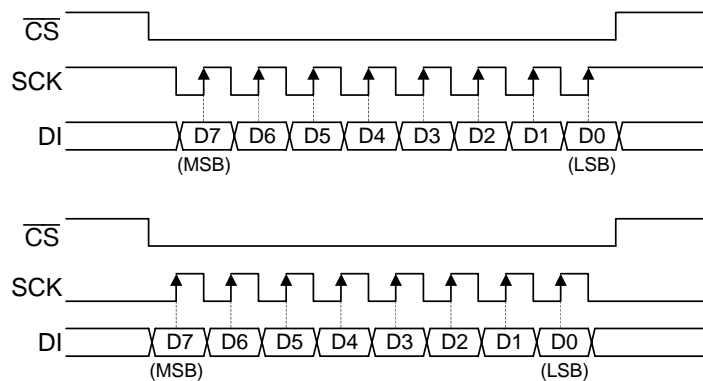 CS
SCK
DI D7 D6 D5 D4 D3 D2 D1 D0
(MSB) (LSB)
CS
SCK
DI D7 D6 D5 D4 D3 D2 D1 D0
(MSB) (LSB)